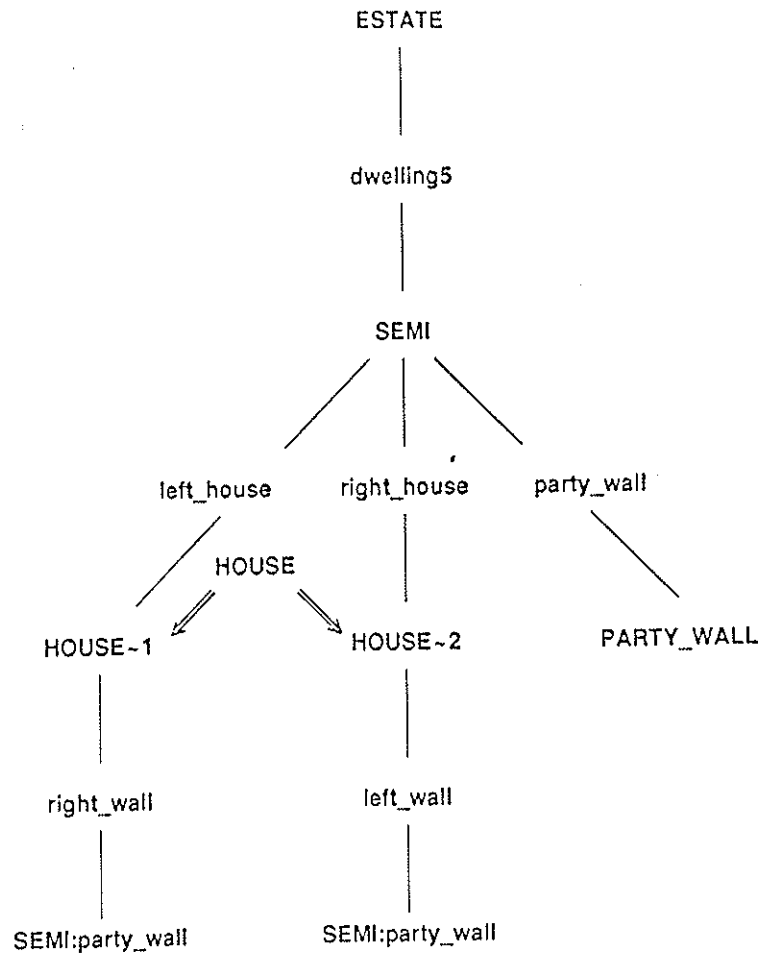 ESTATE
dwelling5
SEMI
left_house right_house party_wall
HOUSE
HOUSE~1 HOUSE~2 PARTY_WALL
right_wall left_wall
SEMI:party_wall SEMI:party_wall